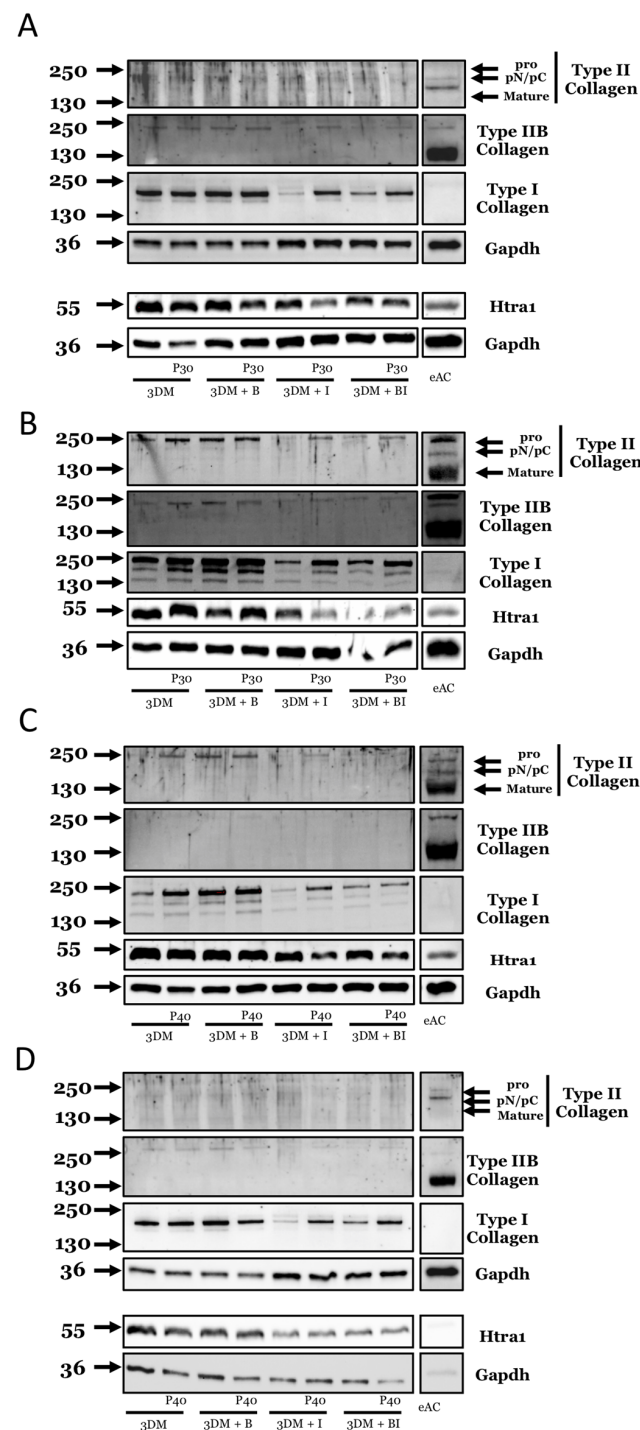 A
250
130
pro
pN/pC
Mature
Type II
Collagen
250
130
Type IIB
Collagen
250
130
Type I
Collagen
36
Gapdh
55
Htra1
36
Gapdh
P30 P30 P30 P30
3DM 3DM + B 3DM + I 3DM + BI eAC
B
250
130
pro
pN/pC
Mature
Type II
Collagen
250
130
Type IIB
Collagen
250
130
Type I
Collagen
55
Htra1
36
Gapdh
P30 P30 P30 P30
3DM 3DM + B 3DM + I 3DM + BI eAC
C
250
130
pro
pN/pC
Mature
Type II
Collagen
250
130
Type IIB
Collagen
250
130
Type I
Collagen
55
Htra1
36
Gapdh
P40 P40 P40 P40
3DM 3DM + B 3DM + I 3DM + BI eAC
D
250
130
pro
pN/pC
Mature
Type II
Collagen
250
130
Type IIB
Collagen
250
130
Type I
Collagen
36
Gapdh
55
Htra1
36
Gapdh
P40 P40 P40 P40
3DM 3DM + B 3DM + I 3DM + BI eAC